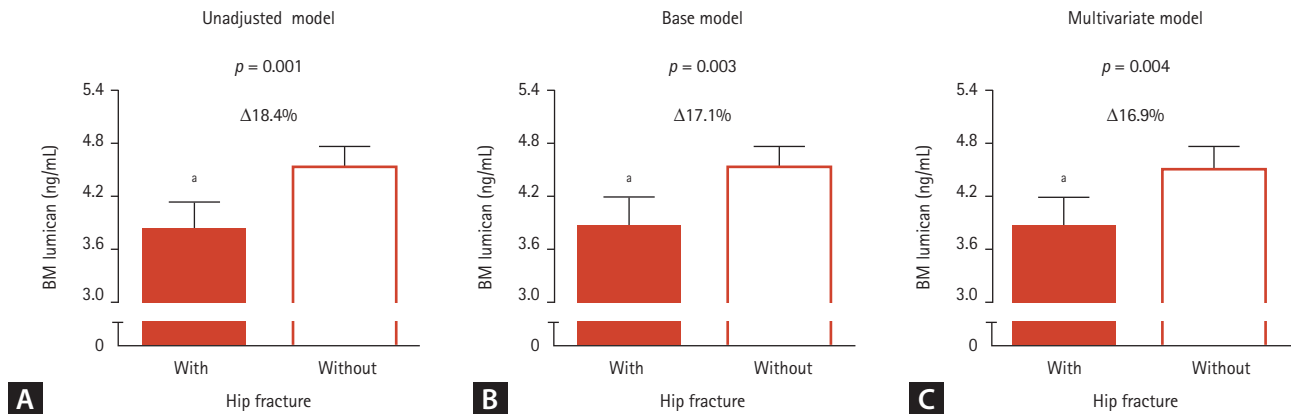 Unadjusted model
p = 0.001
Δ18.4%
5.4
4.8
4.2
3.6
3.0
0
BM lumican (ng/mL)
a
With
Without
Hip fracture
A
Base model
p = 0.003
Δ17.1%
5.4
4.8
4.2
3.6
3.0
0
BM lumican (ng/mL)
a
With
Without
Hip fracture
B
Multivariate model
p = 0.004
Δ16.9%
5.4
4.8
4.2
3.6
3.0
0
BM lumican (ng/mL)
a
With
Without
Hip fracture
C